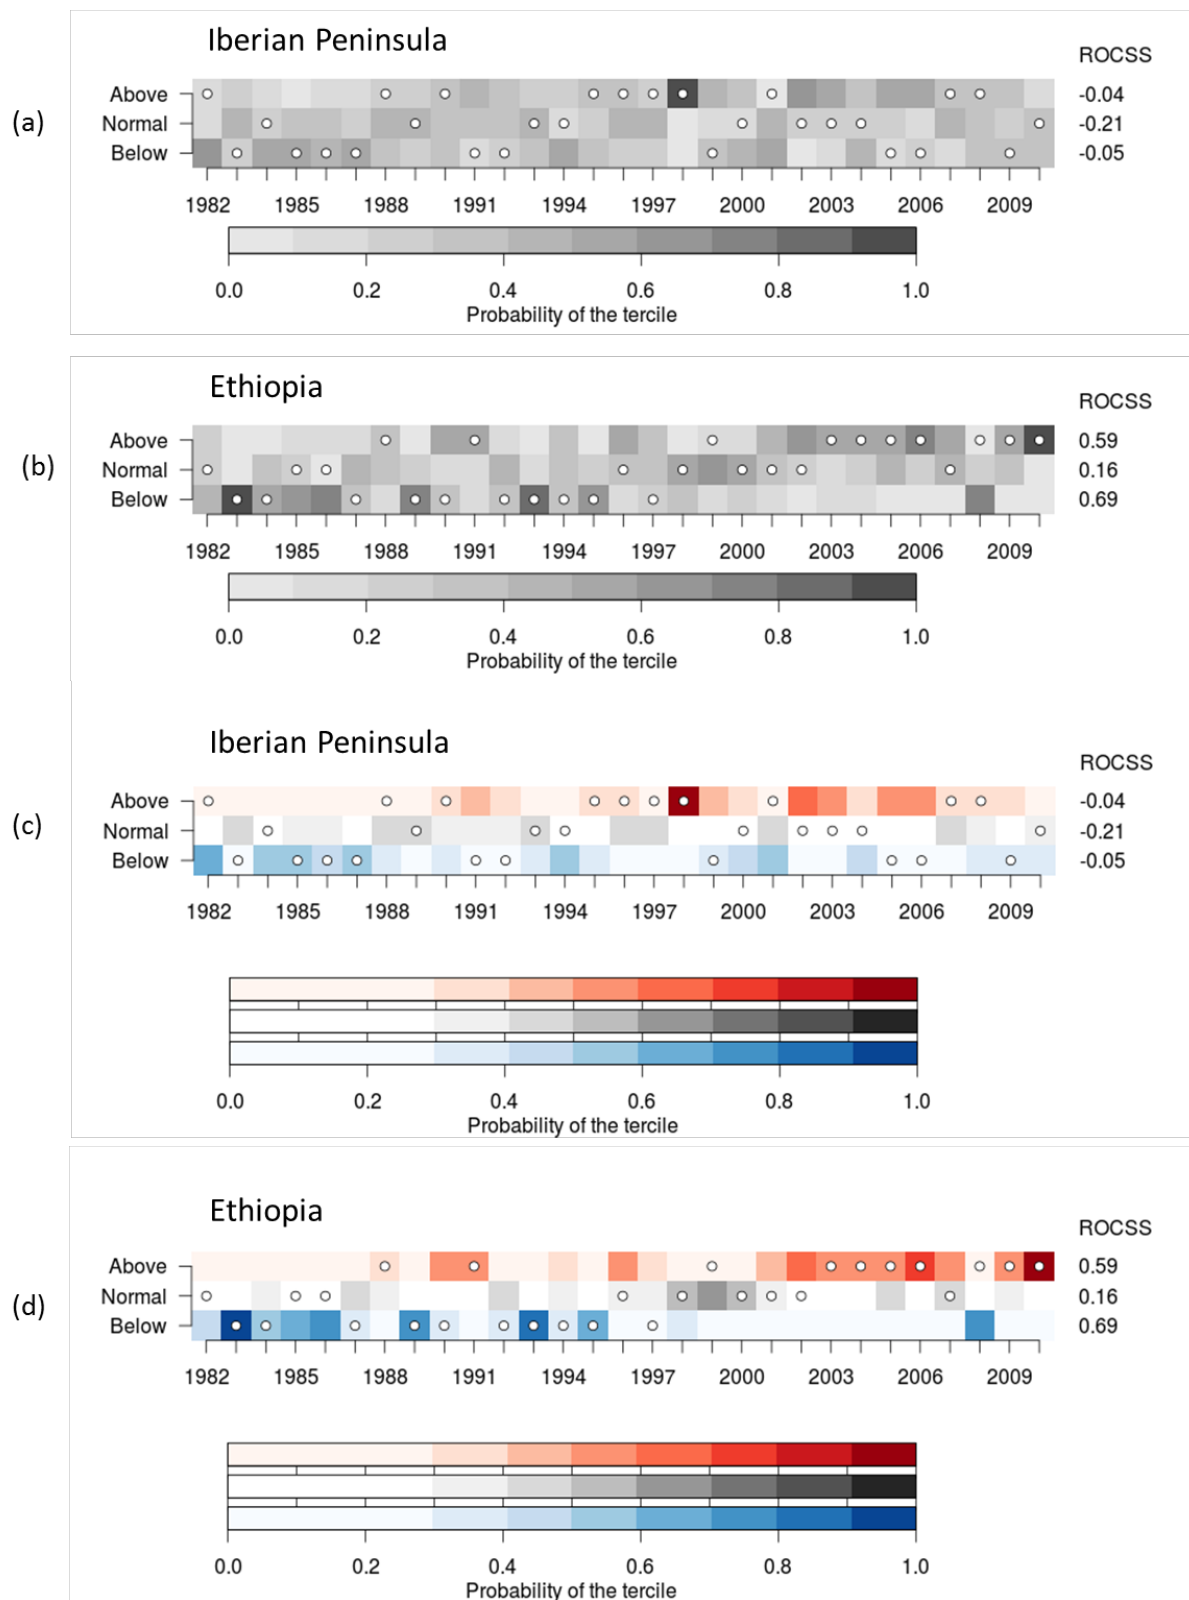 Iberian Peninsula
ROCSS
(a)
Above -0.04
Normal -0.21
Below -0.05
1982 1985 1988 1991 1994 1997 2000 2003 2006 2009
0.0 0.2 0.4 0.6 0.8 1.0
Probability of the tercile
Ethiopia
ROCSS
(b)
Above 0.59
Normal 0.16
Below 0.69
1982 1985 1988 1991 1994 1997 2000 2003 2006 2009
0.0 0.2 0.4 0.6 0.8 1.0
Probability of the tercile
Iberian Peninsula
ROCSS
(c)
Above -0.04
Normal -0.21
Below -0.05
1982 1985 1988 1991 1994 1997 2000 2003 2006 2009
0.0 0.2 0.4 0.6 0.8 1.0
Probability of the tercile
Ethiopia
ROCSS
(d)
Above 0.59
Normal 0.16
Below 0.69
1982 1985 1988 1991 1994 1997 2000 2003 2006 2009
0.0 0.2 0.4 0.6 0.8 1.0
Probability of the tercile